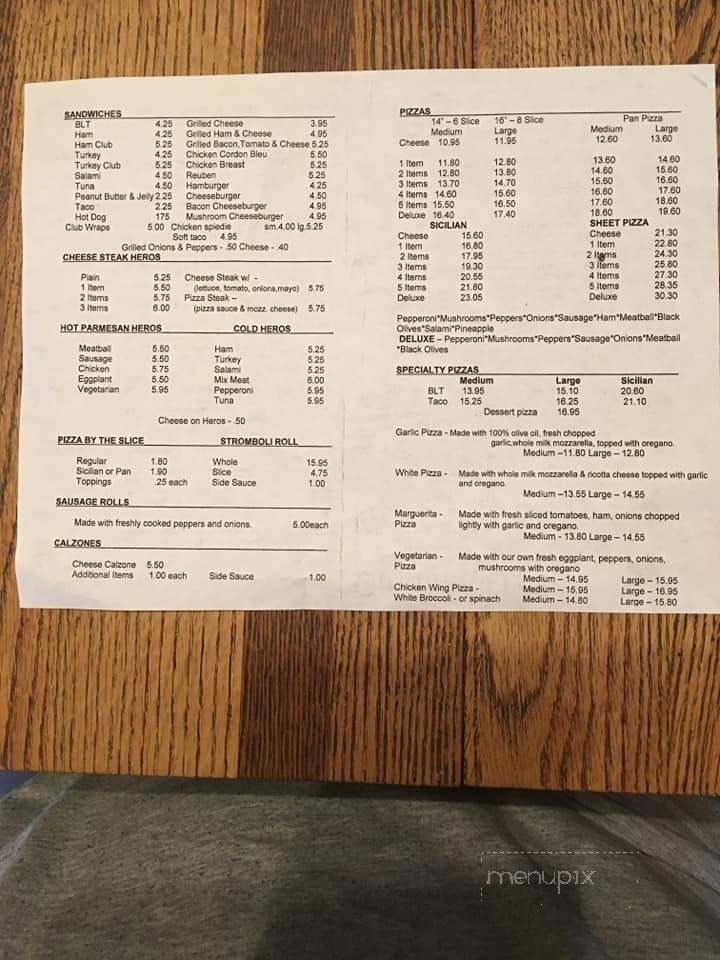 SANDWICHES
BLT 4.25 Grilled Cheese 3.95
Ham 4.25 Grilled Ham & Cheese 4.95
Ham Club 5.25 Grilled Bacon,Tomato & Cheese 5.25
Turkey 4.25 Chicken Cordon Bleu 5.50
Turkey Club 5.25 Chicken Breast 5.25
Salami 4.50 Reuben 5.25
Tuna 4.50 Hamburger 4.25
Peanut Butter & Jelly 2.25 Cheeseburger 4.50
Taco 2.25 Bacon Cheeseburger 4.95
Hot Dog 175 Mushroom Cheeseburger 4.95
Club Wraps 5.00 Chicken spiedie sm.4.00 lg.5.25
Soft taco 4.95
Grilled Onions & Peppers - .50 Cheese - .40
CHEESE STEAK HEROS
Plain 5.25 Cheese Steak w/ -
1 Item 5.50 (lettuce, tomato, onions,mayo) 5.75
2 Items 5.75 Pizza Steak –
3 Items 6.00 (pizza sauce & mozz. cheese) 5.75
HOT PARMESAN HEROS COLD HEROS
Meatball 5.50 Ham 5.25
Sausage 5.50 Turkey 5.25
Chicken 5.75 Salami 5.25
Eggplant 5.50 Mix Meat 6.00
Vegetarian 5.95 Pepperoni 5.95
Tuna 5.95
Cheese on Heros - .50
PIZZA BY THE SLICE STROMBOLI ROLL
Regular 1.80 Whole 15.95
Sicilian or Pan 1.90 Slice 4.75
Toppings .25 each Side Sauce 1.00
SAUSAGE ROLLS
Made with freshly cooked peppers and onions. 5.00each
CALZONES
Cheese Calzone 5.50
Additional Items 1.00 each Side Sauce 1.00
PIZZAS
14" – 6 Slice 16" – 8 Slice Pan Pizza
Medium Large Medium Large
Cheese 10.95 11.95 12.60 13.60
1 Item 11.80 12.80 13.60 14.60
2 Items 12.80 13.80 14.60 15.60
3 Items 13.70 14.70 15.60 16.60
4 Items 14.60 15.60 16.60 17.60
5 Items 15.50 16.50 17.60 18.60
Deluxe 16.40 17.40 18.60 19.60
SICILIAN SHEET PIZZA
Cheese 15.60 Cheese 21.30
1 Item 16.80 1 Item 22.80
2 Items 17.95 2 Items 24.30
3 Items 19.30 3 Items 25.80
4 Items 20.55 4 Items 27.30
5 Items 21.80 5 Items 28.35
Deluxe 23.05 Deluxe 30.30
Pepperoni*Mushrooms*Peppers*Onions*Sausage*Ham*Meatball*Black
Olives*Salami*Pineapple
DELUXE – Pepperoni*Mushrooms*Peppers*Sausage*Onions*Meatball
*Black Olives
SPECIALTY PIZZAS
Medium Large Sicilian
BLT 13.95 15.10 20.60
Taco 15.25 16.25 21.10
Dessert pizza 16.95
Garlic Pizza - Made with 100% olive oil, fresh chopped
garlic,whole milk mozzarella, topped with oregano.
Medium –11.80 Large – 12.80
White Pizza - Made with whole milk mozzarella & ricotta cheese topped with garlic
and oregano.
Medium –13.55 Large – 14.55
Marguerita - Made with fresh sliced tomatoes, ham, onions chopped
Pizza lightly with garlic and oregano.
Medium - 13.80 Large – 14.55
Vegetarian - Made with our own fresh eggplant, peppers, onions,
Pizza mushrooms with oregano
Medium – 14.95 Large – 15.95
Chicken Wing Pizza - Medium – 15.95 Large – 16.95
White Broccoli - or spinach Medium – 14.80 Large – 15.80
menupix